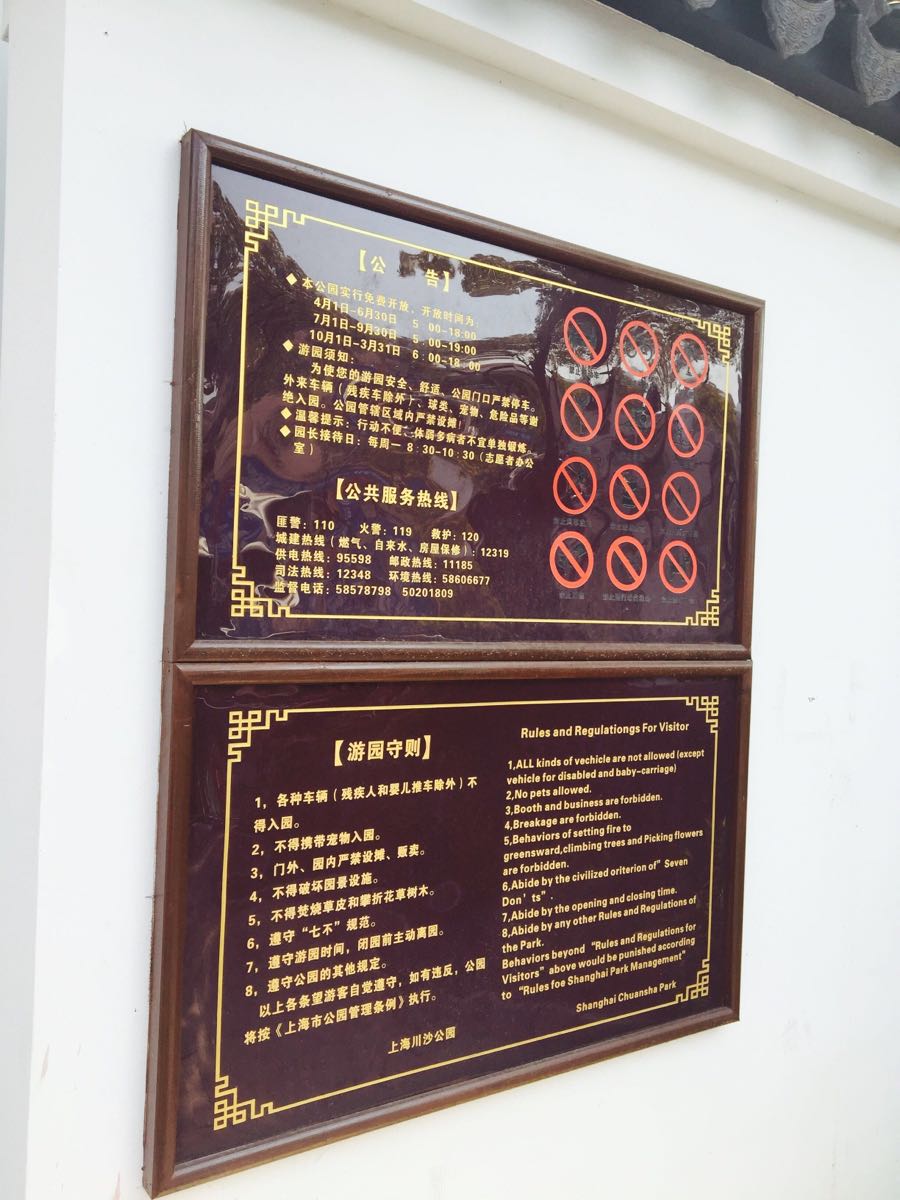 【公 告】
◆本公园实行免费开放，开放时间为：
4月1日-6月30日 5:00-18:00
7月1日-9月30日 5:00-19:00
10月1日-3月31日 6:00-18:00
◆游园须知：
为使您的游园安全、舒适，公园门口严禁停车。
外来车辆（残疾车除外）、球类、宠物、危险品等谢
绝入园。公园管辖区域内严禁设摊！
◆温馨提示：行动不便、体弱多病者不宜单独锻炼。
◆园长接待日：每周一 8:30-10:30（志愿者办公
室）
【公共服务热线】
匪警：110 火警：119 救护：120
城建热线（燃气、自来水、房屋保修）：12319
供电热线：95598 邮政热线：11185
司法热线：12348 环境热线：58606677
监督电话：58578798 50201809
【游园守则】
1，各种车辆（残疾人和婴儿推车除外）不
得入园。
2，不得携带宠物入园。
3，门外、园内严禁设摊、贩卖。
4，不得破坏园景设施。
5，不得焚烧草皮和攀折花草树木。
6，遵守“七不”规范。
7，遵守游园时间，闭园前主动离园。
8，遵守公园的其他规定。
以上各条望游客自觉遵守，如有违反，公园
将按《上海市公园管理条例》执行。
上海川沙公园
Rules and Regulationgs For Visitor
1,ALL kinds of vechicle are not allowed (except
vehicle for disabled and baby-carriage)
2,No pets allowed.
3,Booth and business are forbidden.
4,Breakage are forbidden.
5,Behaviors of setting fire to
greensward,climbing trees and Picking flowers
are forbidden.
6,Abide by the civilized oriterion of" Seven
Don'ts".
7,Abide by the opening and closing time.
8,Abide by any other Rules and Regulations of
the Park.
Behaviors beyond "Rules and Regulations for
Visitors" above would be punished according
to "Rules foe Shanghai Park Management"
Shanghai Chuansha Park